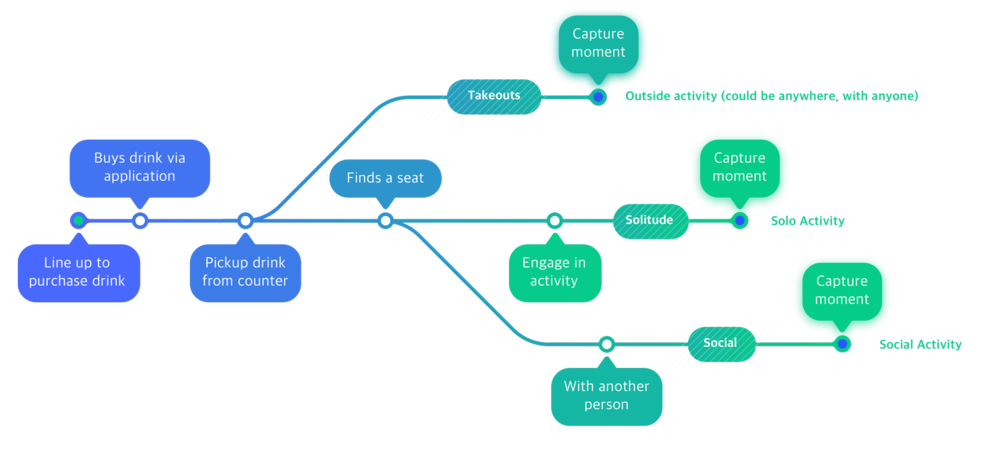 Capture
moment
Takeouts
Outside activity (could be anywhere, with anyone)
Buys drink via
application
Finds a seat
Capture
moment
Solitude
Solo Activity
Line up to
purchase drink
Pickup drink
from counter
Engage in
activity
Capture
moment
Social
Social Activity
With another
person